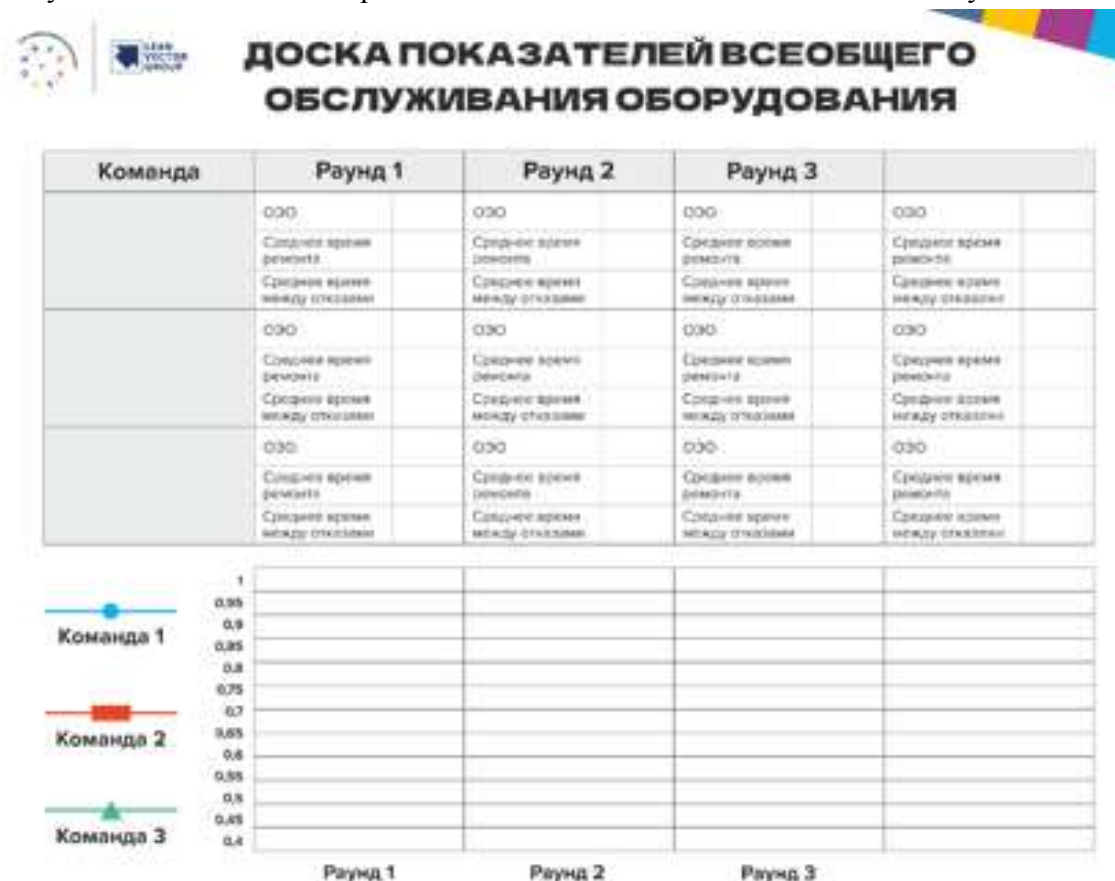 LEAN
VECTOR
GROUP
ДОСКА ПОКАЗАТЕЛЕЙ ВСЕОБЩЕГО
ОБСЛУЖИВАНИЯ ОБОРУДОВАНИЯ
Команда Раунд 1 Раунд 2 Раунд 3
ОЭО ОЭО ОЭО ОЭО
Среднее время Среднее время Среднее время Среднее время
ремонта ремонта ремонта ремонта
Среднее время Среднее время Среднее время Среднее время
между отказами между отказами между отказами между отказами
ОЭО ОЭО ОЭО ОЭО
Среднее время Среднее время Среднее время Среднее время
ремонта ремонта ремонта ремонта
Среднее время Среднее время Среднее время Среднее время
между отказами между отказами между отказами между отказами
ОЭО ОЭО ОЭО ОЭО
Среднее время Среднее время Среднее время Среднее время
ремонта ремонта ремонта ремонта
Среднее время Среднее время Среднее время Среднее время
между отказами между отказами между отказами между отказами
1
0,95
0,9
0,85
0,8
0,75
0,7
0,65
0,6
0,55
0,5
0,45
0,4
Команда 1
Команда 2
Команда 3
Раунд 1 Раунд 2 Раунд 3